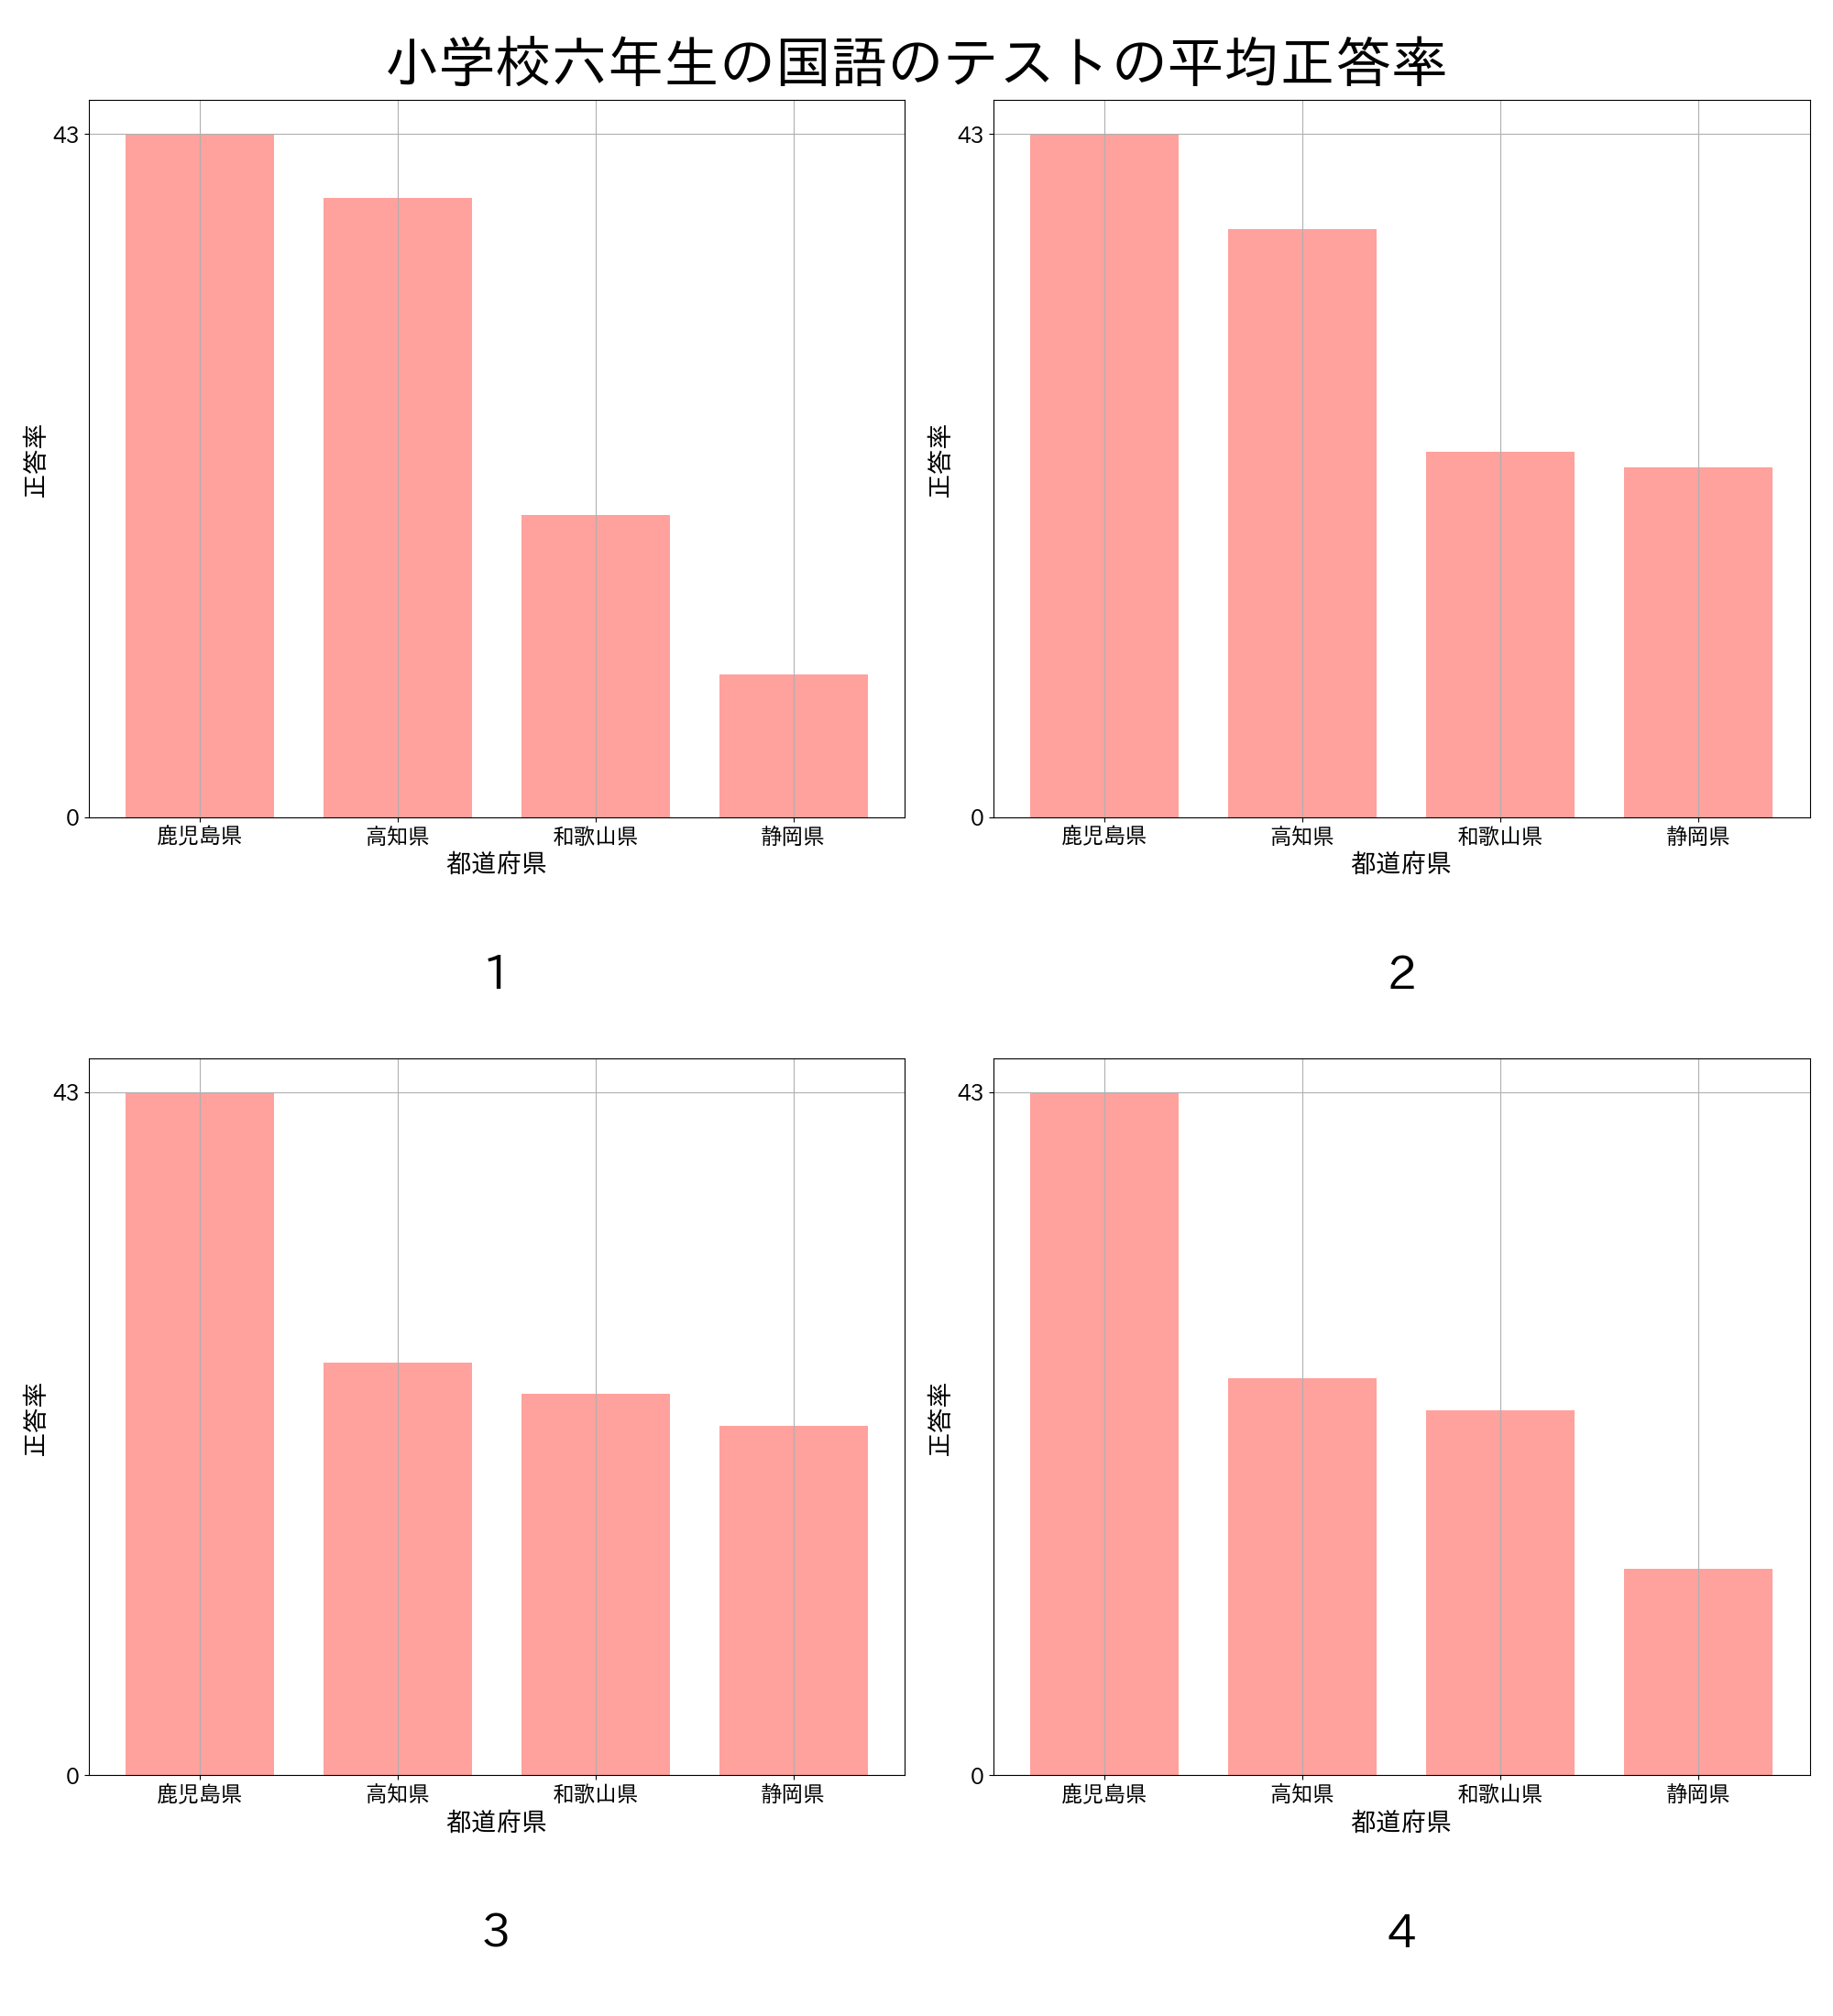 小学校六年生の国語のテストの平均正答率
43
0
正答率
鹿児島県 高知県 和歌山県 静岡県
都道府県
1
43
0
正答率
鹿児島県 高知県 和歌山県 静岡県
都道府県
2
43
0
正答率
鹿児島県 高知県 和歌山県 静岡県
都道府県
3
43
0
正答率
鹿児島県 高知県 和歌山県 静岡県
都道府県
4